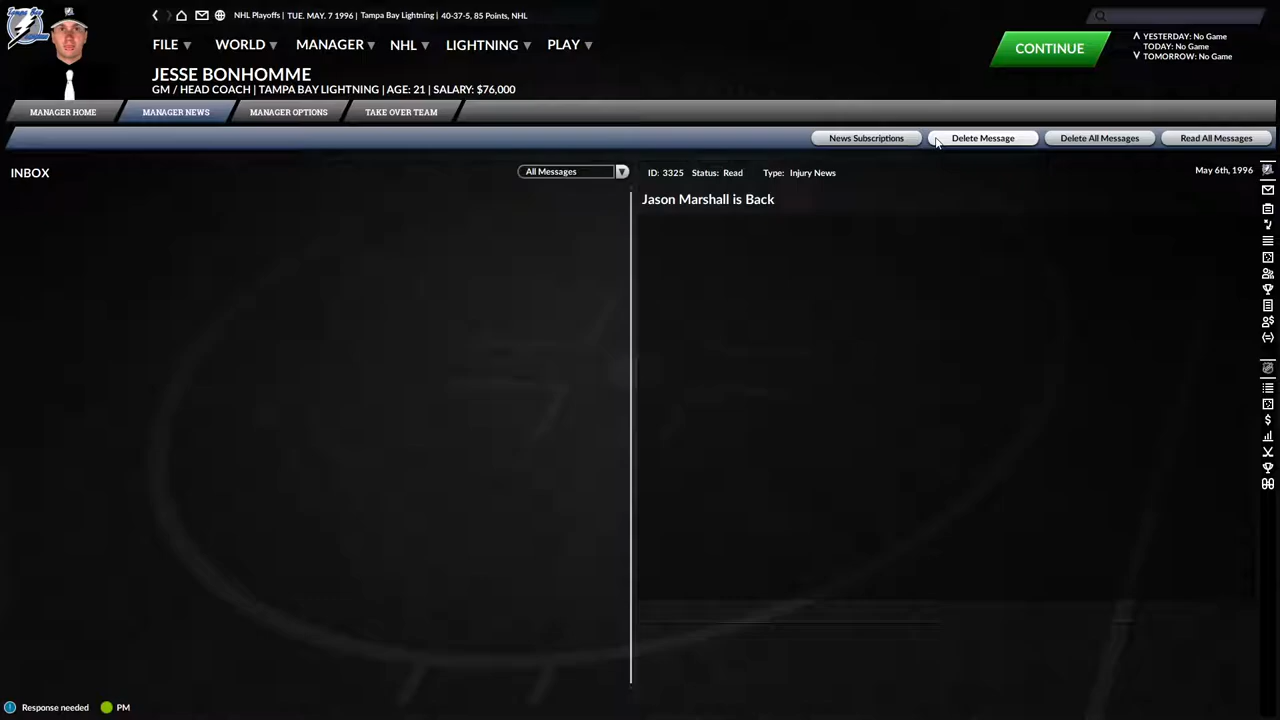 NHL Playoffs | TUE. MAY. 7 1996 | Tampa Bay Lightning | 40-37-5, 85 Points, NHL
FILE WORLD MANAGER NHL LIGHTNING PLAY
CONTINUE
YESTERDAY: No Game
TODAY: No Game
TOMORROW: No Game
JESSE BONHOMME
GM / HEAD COACH | TAMPA BAY LIGHTNING | AGE: 21 | SALARY: $76,000
MANAGER HOME MANAGER NEWS MANAGER OPTIONS TAKE OVER TEAM
News Subscriptions Delete Message Delete All Messages Read All Messages
INBOX
All Messages
ID: 3325 Status: Read Type: Injury News
May 6th, 1996
Jason Marshall is Back
Response needed PM